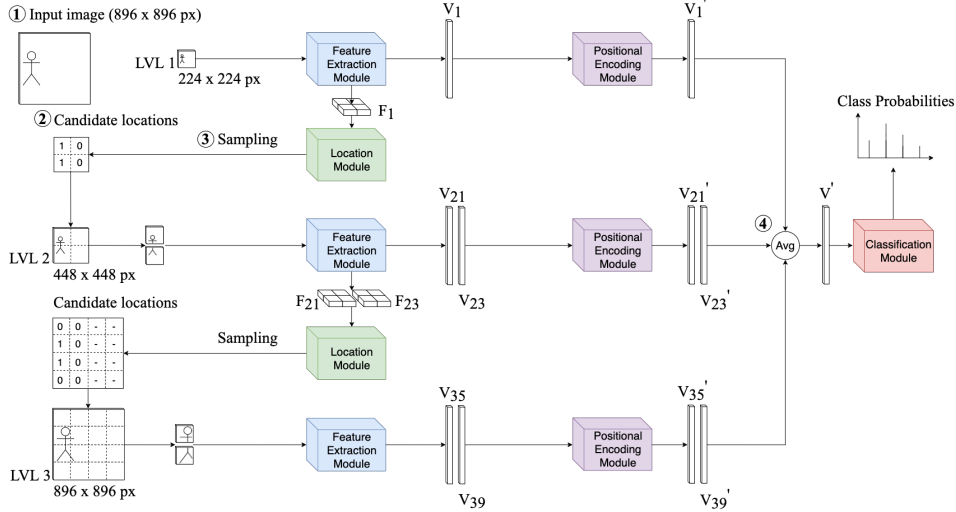 ① Input image (896 x 896 px)
LVL 1
224 x 224 px
Feature
Extraction
Module
V1
Positional
Encoding
Module
V1'
F1
② Candidate locations
1 0
1 0
③ Sampling
Location
Module
Class Probabilities
LVL 2
448 x 448 px
Feature
Extraction
Module
V21
V23
Positional
Encoding
Module
V21'
V23'
④
Avg
V'
Classification
Module
F21
F23
Candidate locations
0 0 - -
1 0 - -
1 0 - -
0 0 - -
Sampling
Location
Module
LVL 3
896 x 896 px
Feature
Extraction
Module
V35
V39
Positional
Encoding
Module
V35'
V39'